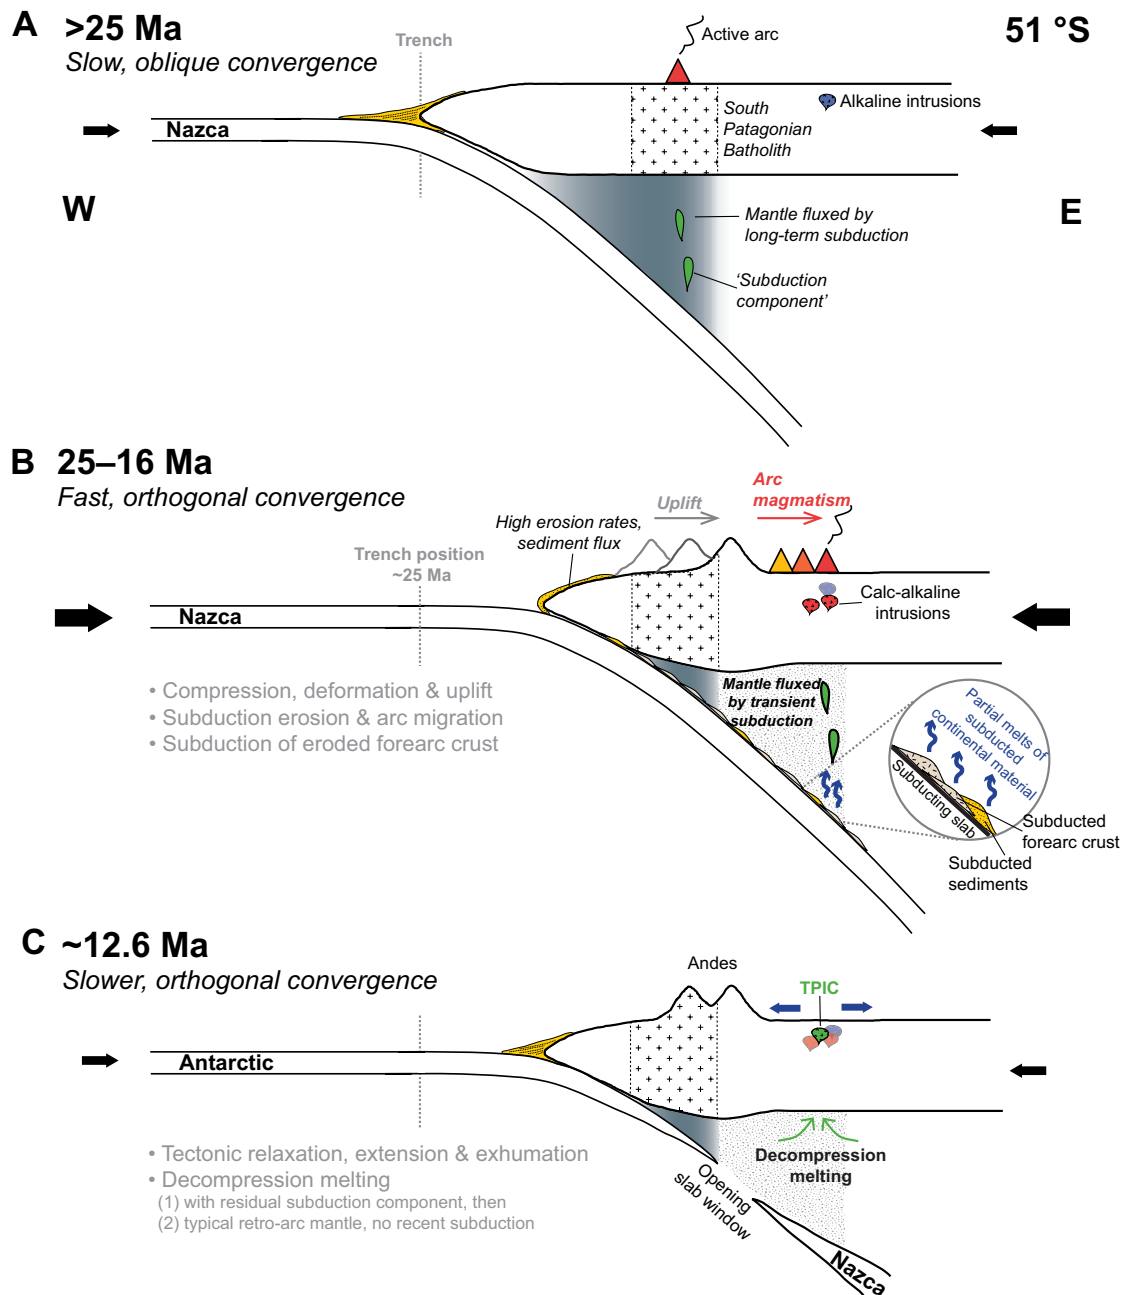 A >25 Ma
Slow, oblique convergence
51 °S
Trench
Active arc
Alkaline intrusions
South
Patagonian
Batholith
Nazca
W
E
Mantle fluxed by
long-term subduction
‘Subduction
component’
B 25–16 Ma
Fast, orthogonal convergence
Arc
magmatism
Uplift
High erosion rates,
sediment flux
Trench position
~25 Ma
Nazca
Calc-alkaline
intrusions
• Compression, deformation & uplift
• Subduction erosion & arc migration
• Subduction of eroded forearc crust
Mantle fluxed
by transient
subduction
Partial melts of
subducted
continental material
Subducting slab
Subducted
forearc crust
Subducted
sediments
C ~12.6 Ma
Slower, orthogonal convergence
Andes
TPIC
Antarctic
• Tectonic relaxation, extension & exhumation
• Decompression melting
(1) with residual subduction component, then
(2) typical retro-arc mantle, no recent subduction
Decompression
melting
Opening
slab window
Nazca